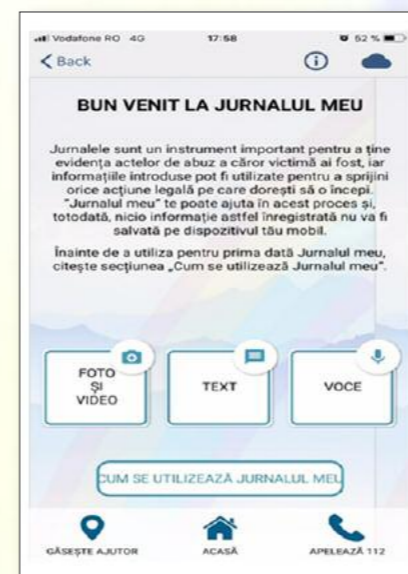 Vodafone RO 4G 17:58 52 %
Back
BUN VENIT LA JURNALUL MEU
Jurnalele sunt un instrument important pentru a ține
evidența actelor de abuz a căror victimă ai fost, iar
informațiile introduse pot fi utilizate pentru a sprijini
orice acțiune legală pe care dorești să o începi.
"Jurnalul meu" te poate ajuta în acest proces și,
totodată, nicio informație astfel înregistrată nu va fi
salvată pe dispozitivul tău mobil.
Înainte de a utiliza pentru prima dată Jurnalul meu,
citește secțiunea „Cum se utilizează Jurnalul meu”.
FOTO
ȘI
VIDEO
TEXT
VOCE
CUM SE UTILIZEAZĂ JURNALUL MEU
GĂSEȘTE AJUTOR
ACASĂ
APELEAZĂ 112